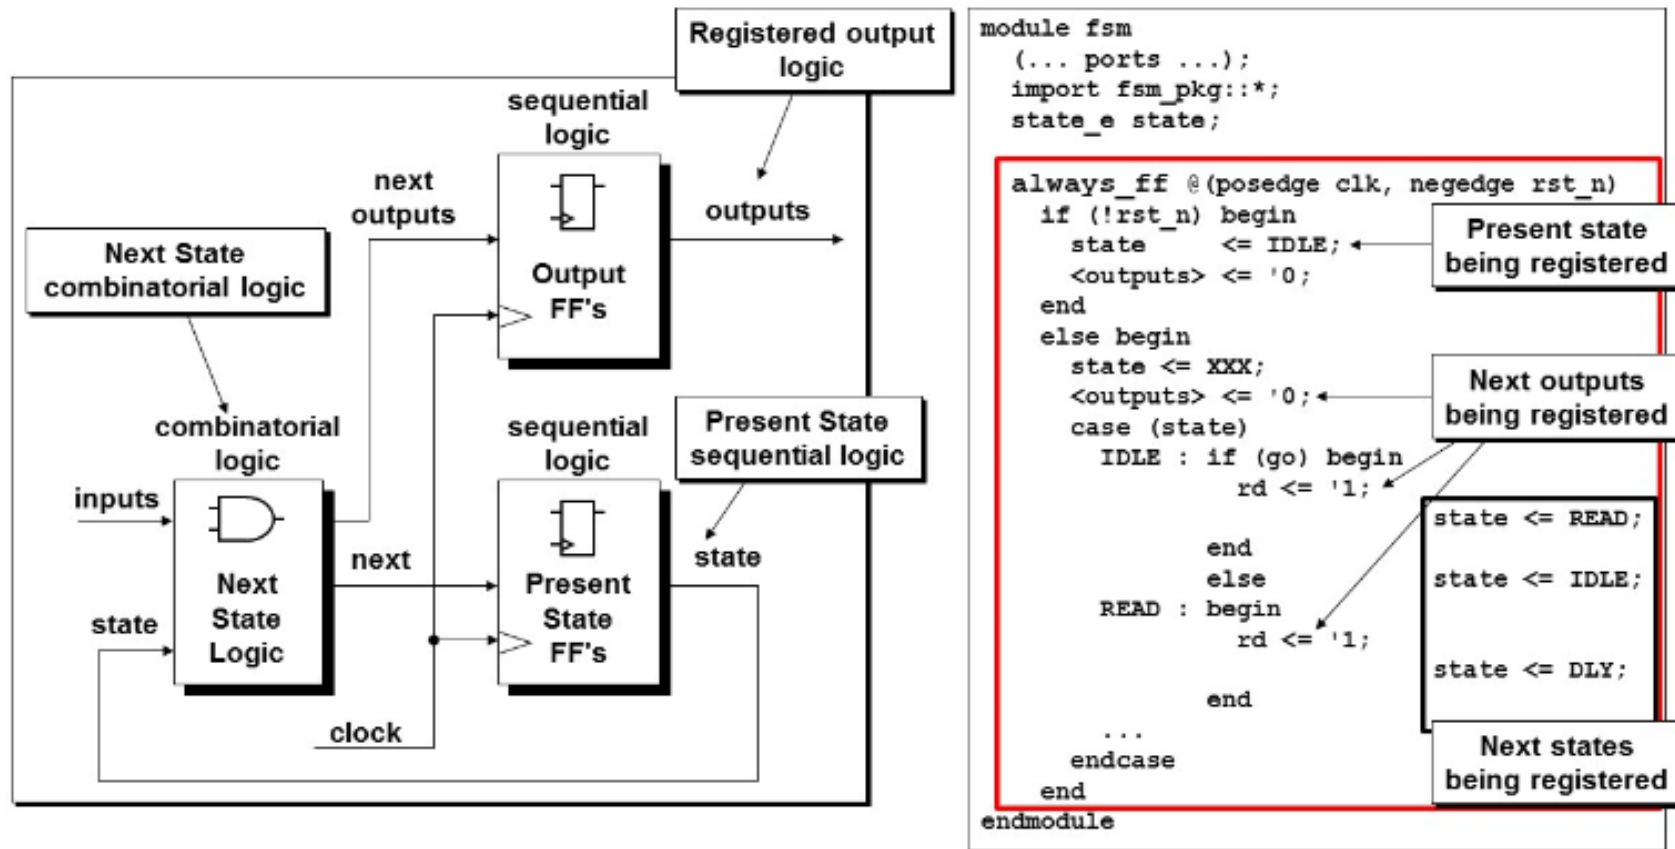 Registered output
logic
sequential
logic
next
outputs
outputs
Output
FF's
Next State
combinatorial logic
combinatorial
logic
sequential
logic
Present State
sequential logic
inputs
next
state
Next
State
Logic
Present
State
FF's
state
clock
module fsm
(... ports ...);
import fsm_pkg::*;
state_e state;
always_ff @(posedge clk, negedge rst_n)
if (!rst_n) begin
state <= IDLE;
<outputs> <= '0;
end
else begin
state <= XXX;
<outputs> <= '0;
case (state)
IDLE : if (go) begin
rd <= '1;
state <= READ;
end
else state <= IDLE;
READ : begin
rd <= '1;
state <= DLY;
end
...
endcase
end
endmodule
Present state
being registered
Next outputs
being registered
Next states
being registered